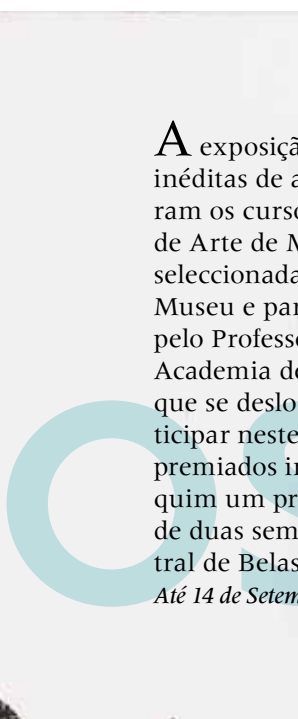 A exposiçã
inéditas de a
ram os curso
de Arte de M
seleccionada
Museu e par
pelo Professo
Academia de
que se deslo
ticipar neste
premiados in
quim um pr
de duas sem
tral de Belas
Até 14 de Setem
OS